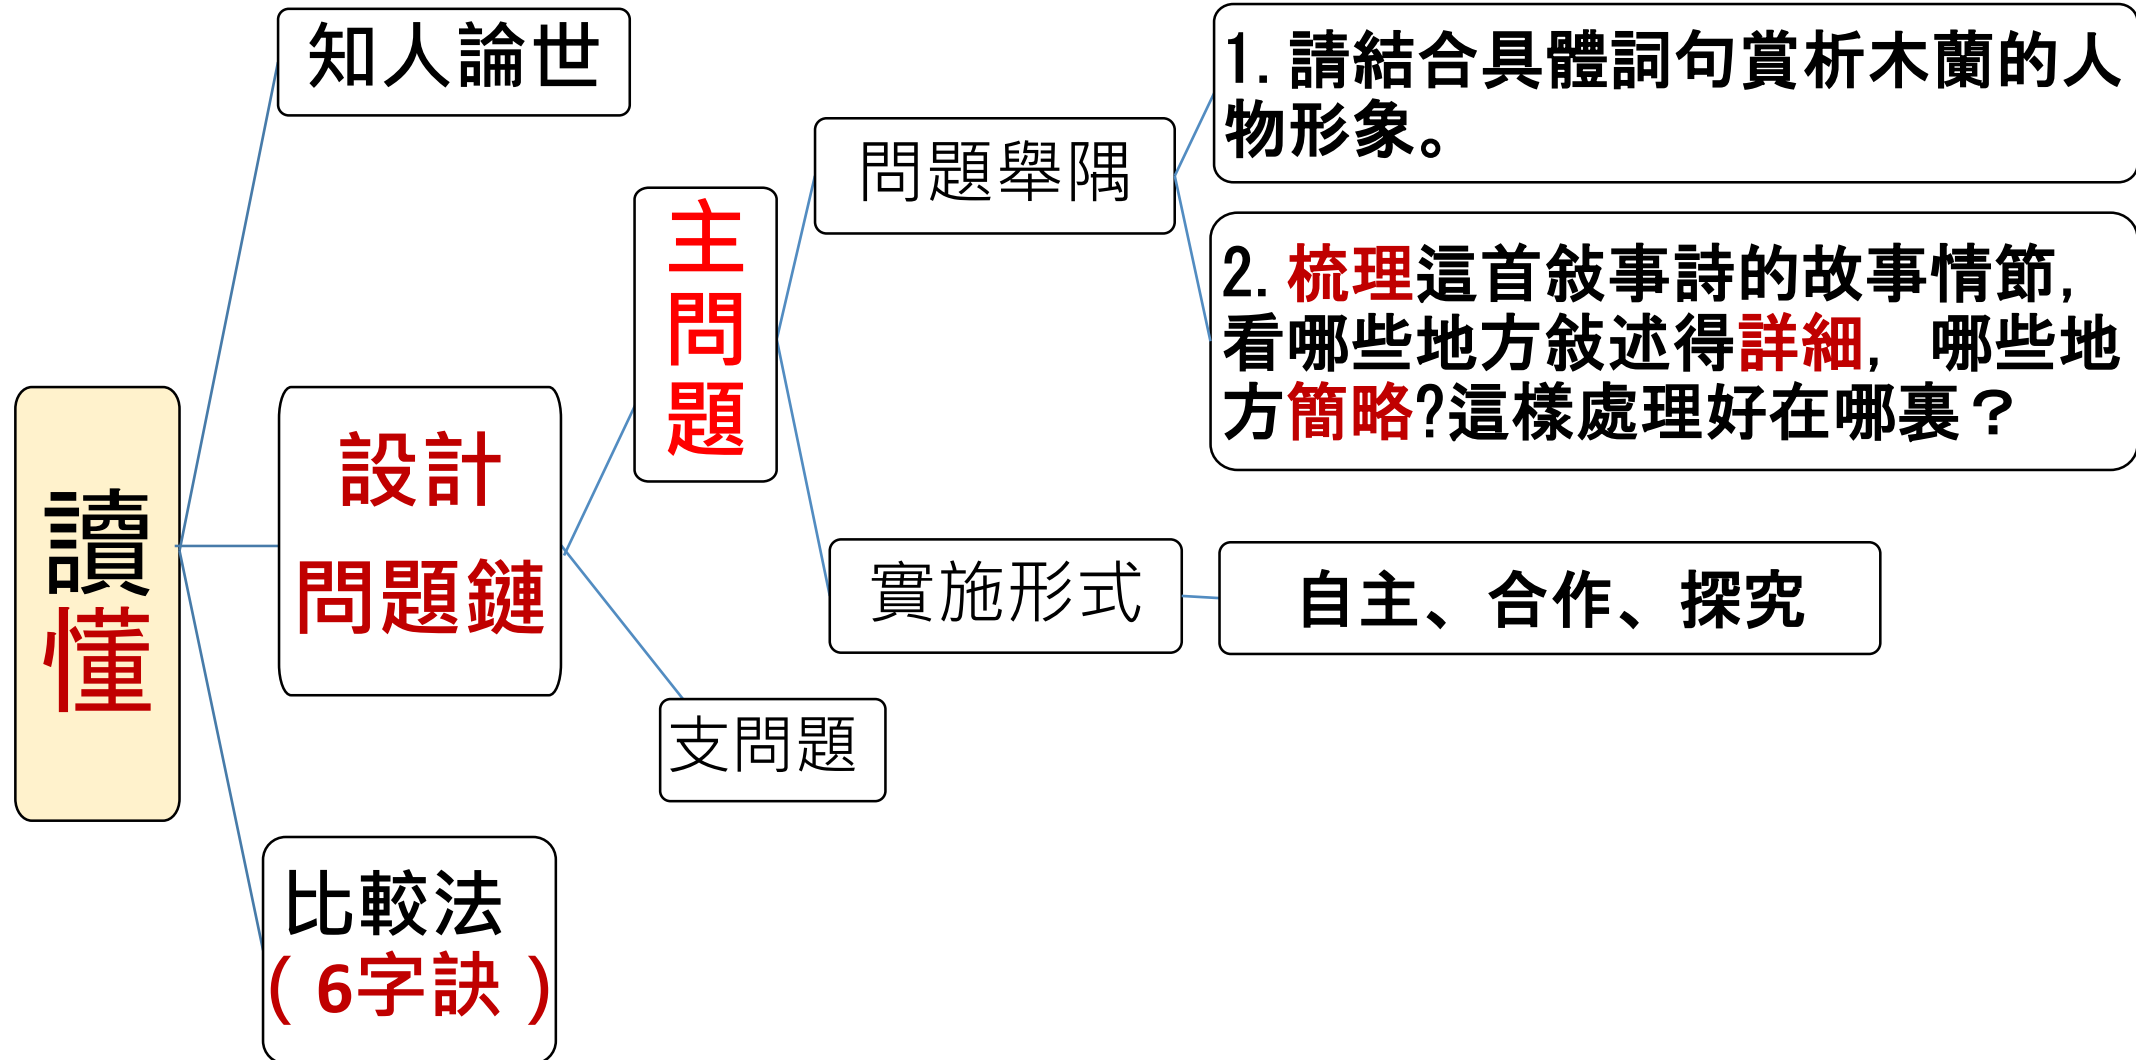 讀
懂
知人論世
設計
問題鏈
比較法
（6字訣）
主
問
題
支問題
問題舉隅
實施形式
1.請結合具體詞句賞析木蘭的人
物形象。
2.梳理這首敍事詩的故事情節,
看哪些地方敍述得詳細, 哪些地
方簡略?這樣處理好在哪裏？
自主、合作、探究